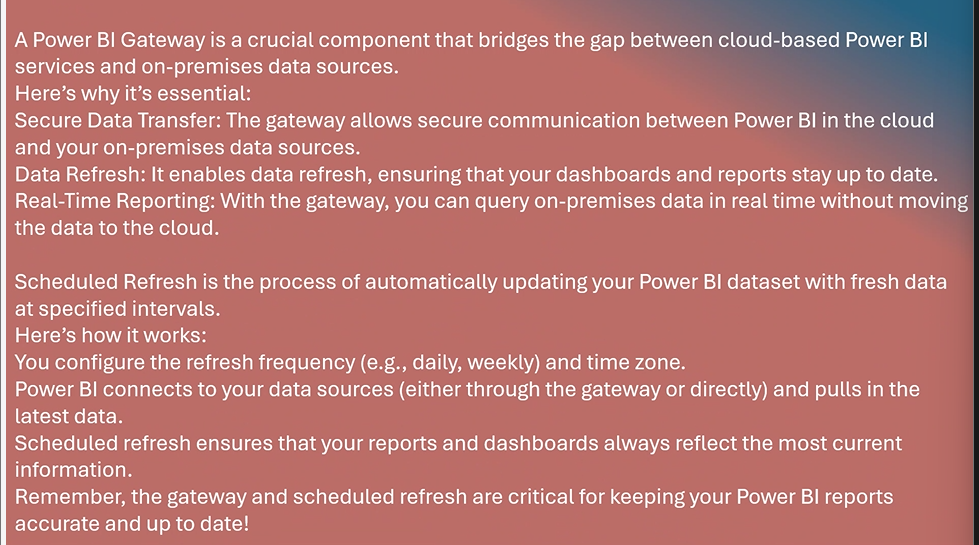 A Power BI Gateway is a crucial component that bridges the gap between cloud-based Power BI
services and on-premises data sources.
Here’s why it’s essential:
Secure Data Transfer: The gateway allows secure communication between Power BI in the cloud
and your on-premises data sources.
Data Refresh: It enables data refresh, ensuring that your dashboards and reports stay up to date.
Real-Time Reporting: With the gateway, you can query on-premises data in real time without moving
the data to the cloud.
Scheduled Refresh is the process of automatically updating your Power BI dataset with fresh data
at specified intervals.
Here’s how it works:
You configure the refresh frequency (e.g., daily, weekly) and time zone.
Power BI connects to your data sources (either through the gateway or directly) and pulls in the
latest data.
Scheduled refresh ensures that your reports and dashboards always reflect the most current
information.
Remember, the gateway and scheduled refresh are critical for keeping your Power BI reports
accurate and up to date!